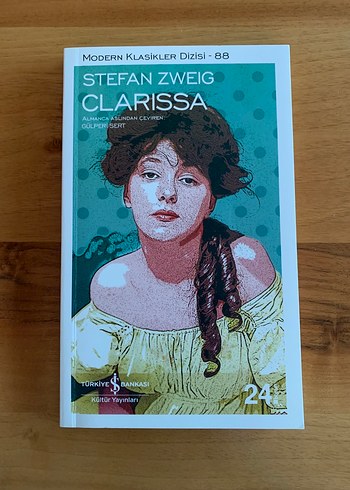 MODERN KLASİKLER DİZİSİ - 88
STEFAN ZWEIG
CLARISSA
ALMANCA ASLINDAN ÇEVİREN:
GÜLPERİ SERT
TÜRKİYE İŞ BANKASI
Kültür Yayınları
24